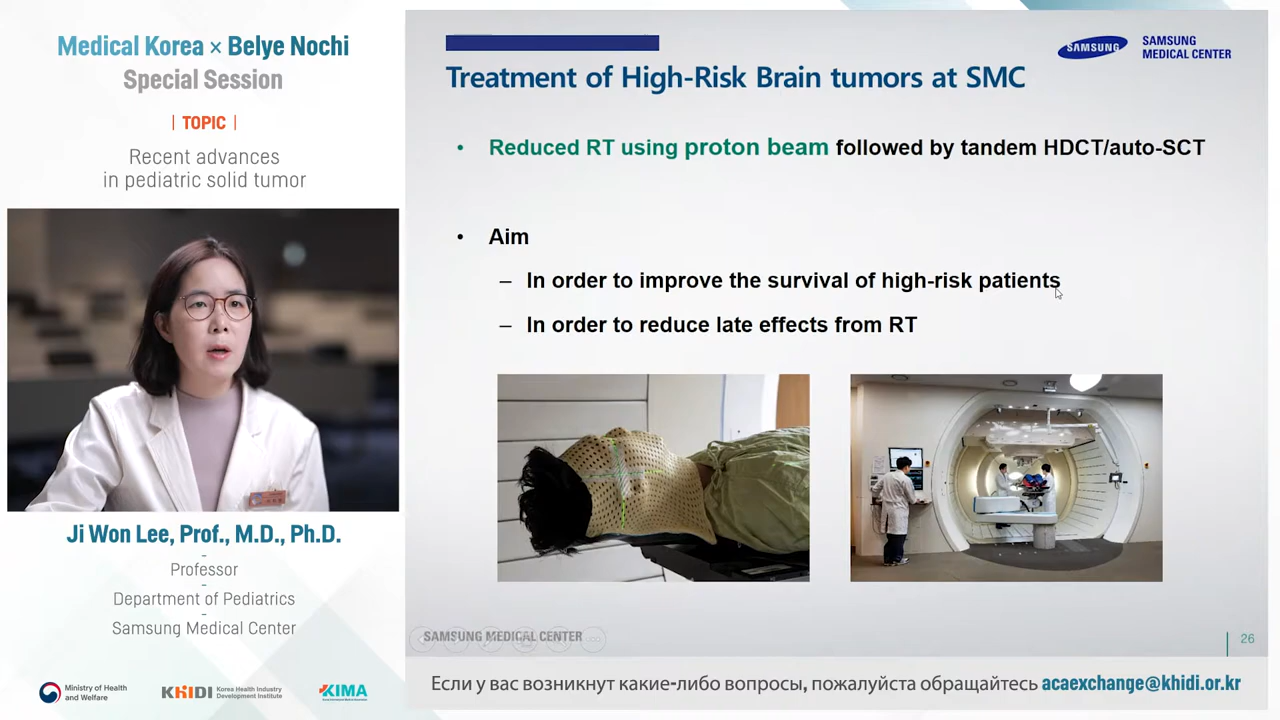 Medical Korea × Belye Nochi
Special Session
| TOPIC |
Recent advances
in pediatric solid tumor
Ji Won Lee, Prof., M.D., Ph.D.
-
Professor
-
Department of Pediatrics
-
Samsung Medical Center
Ministry of Health
and Welfare
KHIDI
Korea Health Industry
Development Institute
KIMA
SAMSUNG
SAMSUNG
MEDICAL CENTER
Treatment of High-Risk Brain tumors at SMC
• Reduced RT using proton beam followed by tandem HDCT/auto-SCT
• Aim
– In order to improve the survival of high-risk patients
– In order to reduce late effects from RT
SAMSUNG MEDICAL CENTER
26
Если у вас возникнут какие-либо вопросы, пожалуйста обращайтесь acaexchange@khidi.or.kr